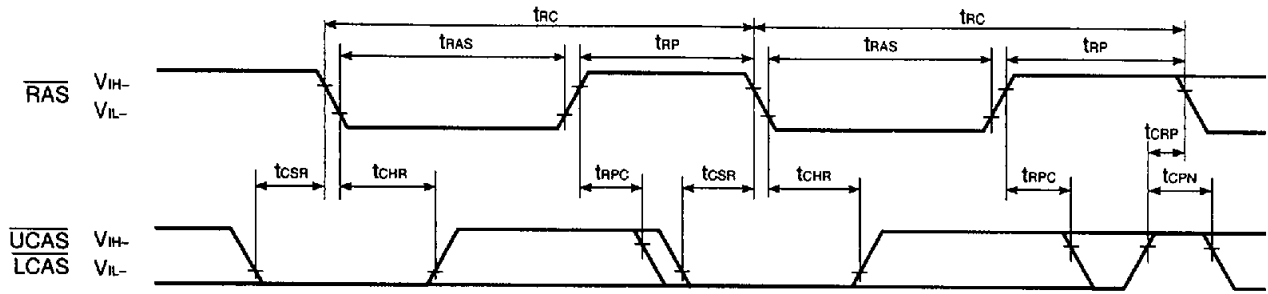 tRC tRC
tRAS tRP tRAS tRP
RAS VIH–
VIL–
tCRP
tCSR tCHR tRPC tCSR tCHR tRPC tCPN
UCAS VIH–
LCAS VIL–